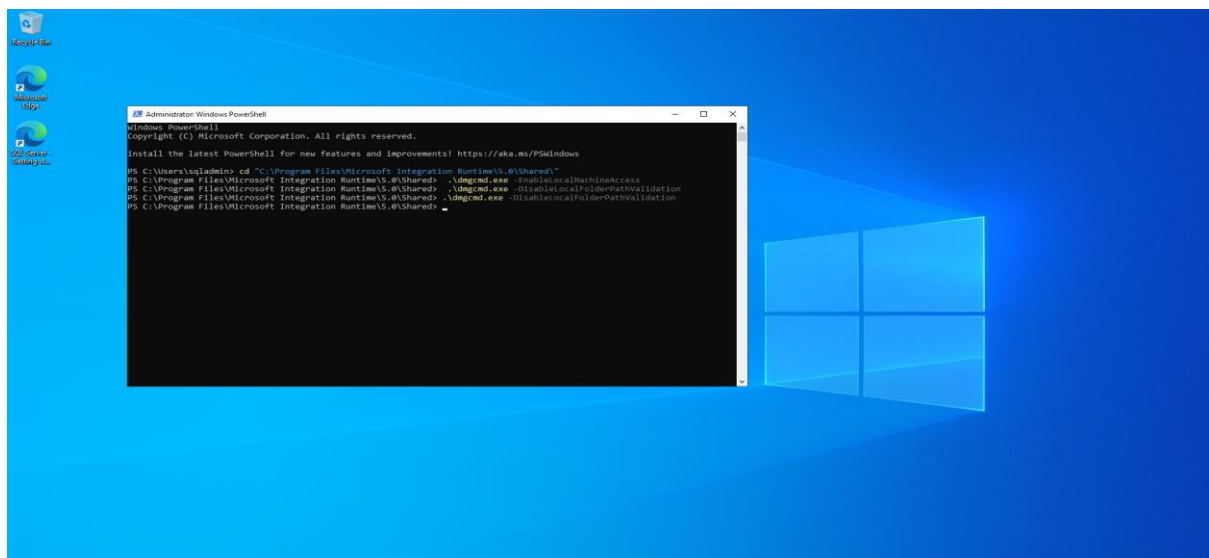 Recycle Bin
Microsoft
Edge
SQL Server -
Getting st...
Administrator: Windows PowerShell
Windows PowerShell
Copyright (C) Microsoft Corporation. All rights reserved.
Install the latest PowerShell for new features and improvements! https://aka.ms/PSWindows
PS C:\Users\sqladmin> cd "C:\Program Files\Microsoft Integration Runtime\5.0\Shared\"
PS C:\Program Files\Microsoft Integration Runtime\5.0\Shared>  .\dmgcmd.exe -EnableLocalMachineAccess
PS C:\Program Files\Microsoft Integration Runtime\5.0\Shared>  .\dmgcmd.exe -DisableLocalFolderPathValidation
PS C:\Program Files\Microsoft Integration Runtime\5.0\Shared> .\dmgcmd.exe -DisableLocalFolderPathValidation
PS C:\Program Files\Microsoft Integration Runtime\5.0\Shared>